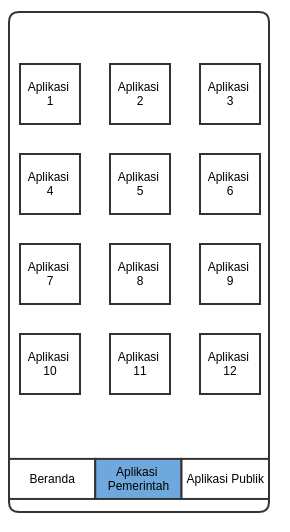 Aplikasi
1
Aplikasi
2
Aplikasi
3
Aplikasi
4
Aplikasi
5
Aplikasi
6
Aplikasi
7
Aplikasi
8
Aplikasi
9
Aplikasi
10
Aplikasi
11
Aplikasi
12
Beranda
Aplikasi
Pemerintah
Aplikasi Publik